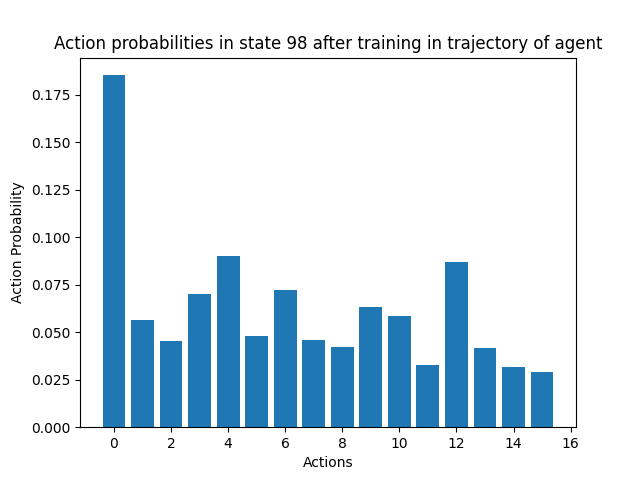 Action probabilities in state 98 after training in trajectory of agent
0.175
0.150
0.125
0.100
0.075
0.050
0.025
0.000
Action Probability
0 2 4 6 8 10 12 14 16
Actions